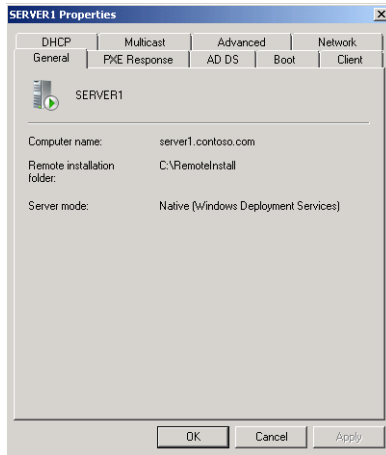 SERVER1 Properties
DHCP Multicast Advanced Network
General PXE Response AD DS Boot Client
SERVER1
Computer name: server1.contoso.com
Remote installation C:\RemoteInstall
folder:
Server mode: Native (Windows Deployment Services)
OK Cancel Apply